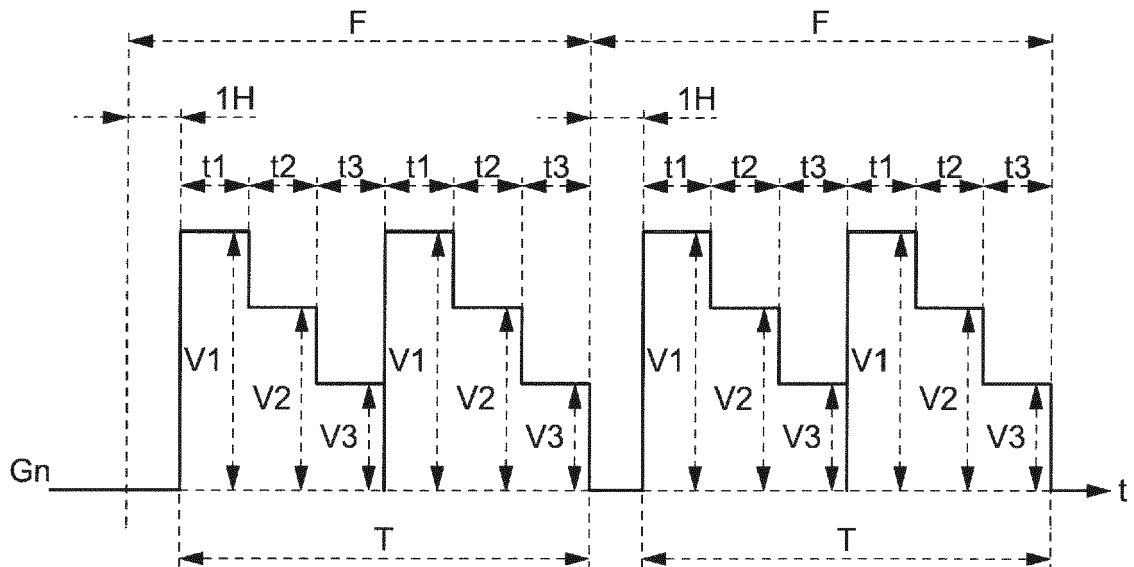 F F
1H 1H
t1 t2 t3 t1 t2 t3 t1 t2 t3 t1 t2 t3
V1 V1 V1 V1
V2 V2 V2 V2
V3 V3 V3 V3
Gn t
T T